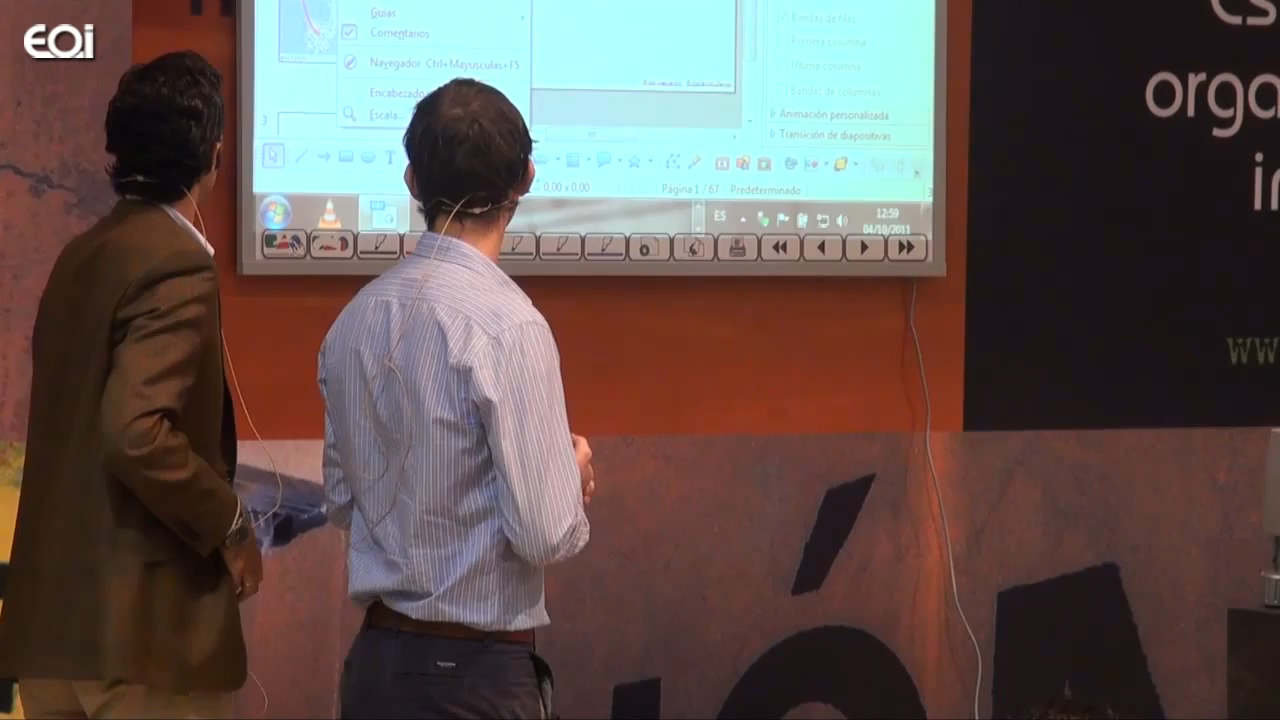 EOi
Guías
Comentarios
Navegador Ctrl+Mayúsculas+F5
Encabezado
Escala...
3
Bandas de filas
Primera columna
Última columna
Bandas de columnas
Animación personalizada
Transición de diapositivas
T
0,00 x 0,00
Página 1 / 67
Predeterminado
ES
12:59
04/10/2011
orga
i
ww